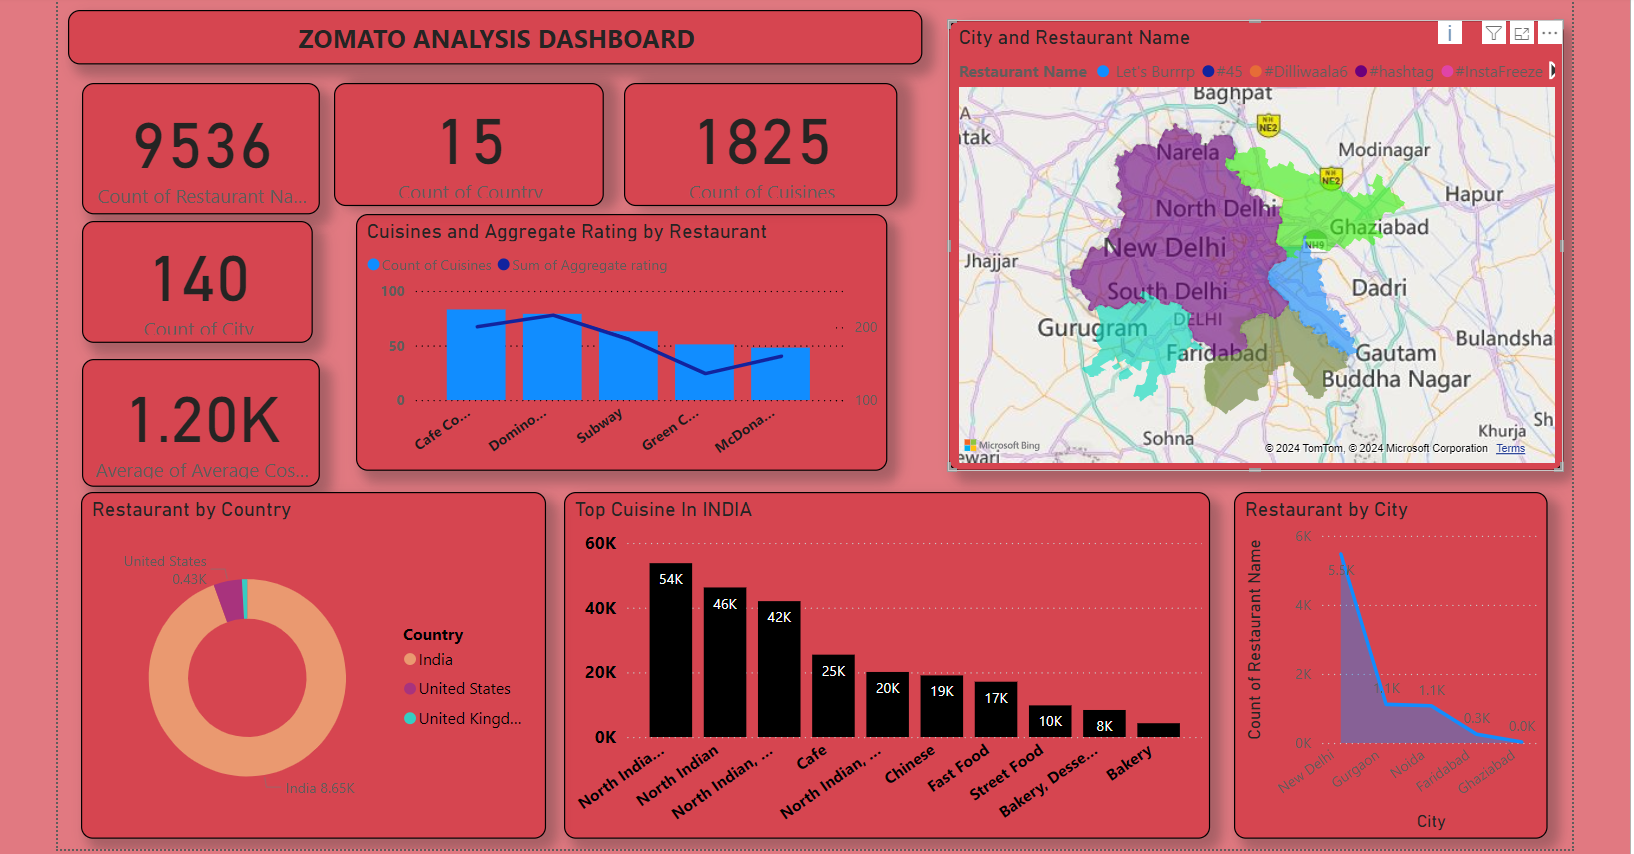 ZOMATO ANALYSIS DASHBOARD
9536
Count of Restaurant Na...
15
Count of Country
1825
Count of Cuisines
140
Count of City
1.20K
Average of Average Cos...
Cuisines and Aggregate Rating by Restaurant
Count of Cuisines Sum of Aggregate rating
100
50
0
200
100
Cafe Co...
Domino...
Subway
Green C...
McDona...
City and Restaurant Name
Restaurant Name Let's Burrrp #45 #Dilliwaala6 #hashtag #InstaFreeze
Baghpat
A
tak
NH
NE2
Narela
Modinagar
NH
NE2
Hapur
North Delhi
Ghaziabad
NH9
New Delhi
Jhajjar
South Delhi
Dadri
DELHI
Gurugram
Bulandsha
Faridabad
Gautam
Buddha Nagar
Sohna
Khurja
Sh
ewari
Microsoft Bing
© 2024 TomTom, © 2024 Microsoft Corporation Terms
Restaurant by Country
United States
0.43K
India 8.65K
Country
India
United States
United Kingd...
Top Cuisine In INDIA
60K
40K
20K
0K
54K
46K
42K
25K
20K
19K
17K
10K
8K
North India...
North Indian
North Indian, ...
Cafe
North Indian, ...
Chinese
Fast Food
Street Food
Bakery, Desse...
Bakery
Restaurant by City
Count of Restaurant Name
6K
4K
2K
0K
5.5K
1.1K
1.1K
0.3K
0.0K
New Delhi
Gurgaon
Noida
Faridabad
Ghaziabad
City